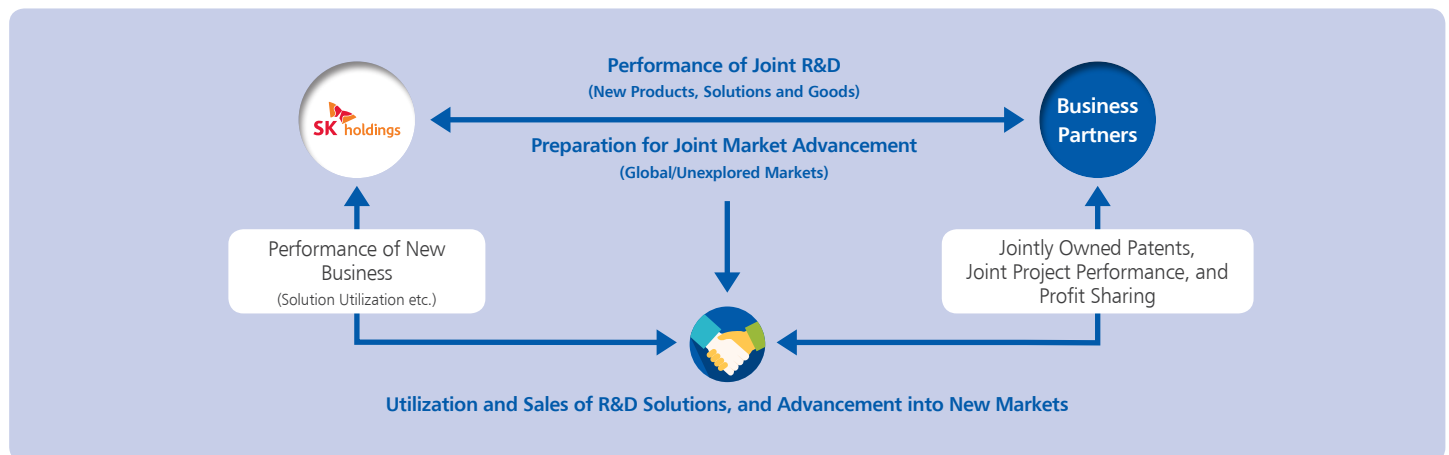 Performance of Joint R&D
(New Products, Solutions and Goods)
SK holdings
Business
Partners
Preparation for Joint Market Advancement
(Global/Unexplored Markets)
Performance of New
Business
(Solution Utilization etc.)
Jointly Owned Patents,
Joint Project Performance, and
Profit Sharing
Utilization and Sales of R&D Solutions, and Advancement into New Markets